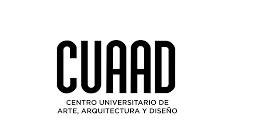 CUAAD
CENTRO UNIVERSITARIO DE
ARTE, ARQUITECTURA Y DISEÑO